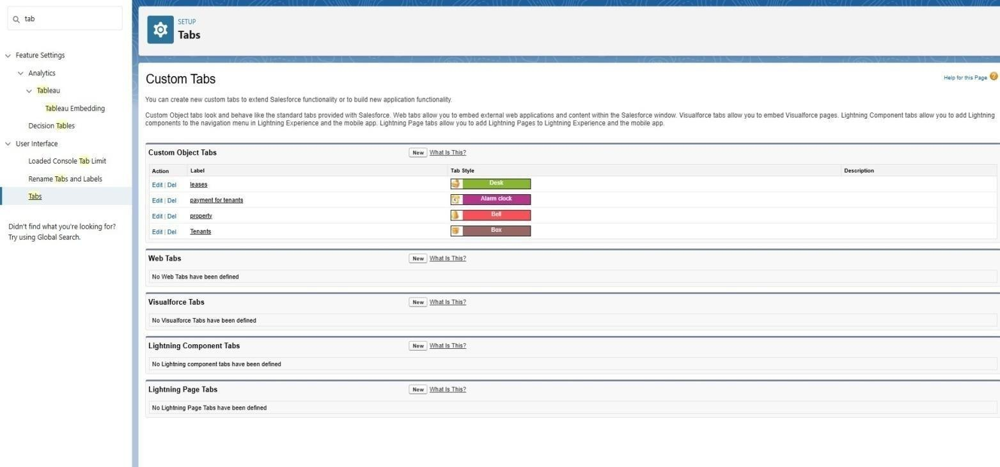 tab
Feature Settings
Analytics
Tableau
Tableau Embedding
Decision Tables
User Interface
Loaded Console Tab Limit
Rename Tabs and Labels
Tabs
Didn't find what you're looking for?
Try using Global Search.
SETUP
Tabs
Custom Tabs
Help for this Page ?
You can create new custom tabs to extend Salesforce functionality or to build new application functionality.
Custom Object tabs look and behave like the standard tabs provided with Salesforce. Web tabs allow you to embed external web applications and content within the Salesforce window. Visualforce tabs allow you to embed Visualforce pages. Lightning Component tabs allow you to add Lightning
components to the navigation menu in Lightning Experience and the mobile app. Lightning Page tabs allow you to add Lightning Pages to Lightning Experience and the mobile app.
Custom Object Tabs New What Is This?
Action Label Tab Style Description
Edit | Del leases Desk
Edit | Del payment for tenants Alarm clock
Edit | Del property Bell
Edit | Del Tenants Box
Web Tabs New What Is This?
No Web Tabs have been defined
Visualforce Tabs New What Is This?
No Visualforce Tabs have been defined
Lightning Component Tabs New What Is This?
No Lightning component tabs have been defined
Lightning Page Tabs New What Is This?
No Lightning Page Tabs have been defined